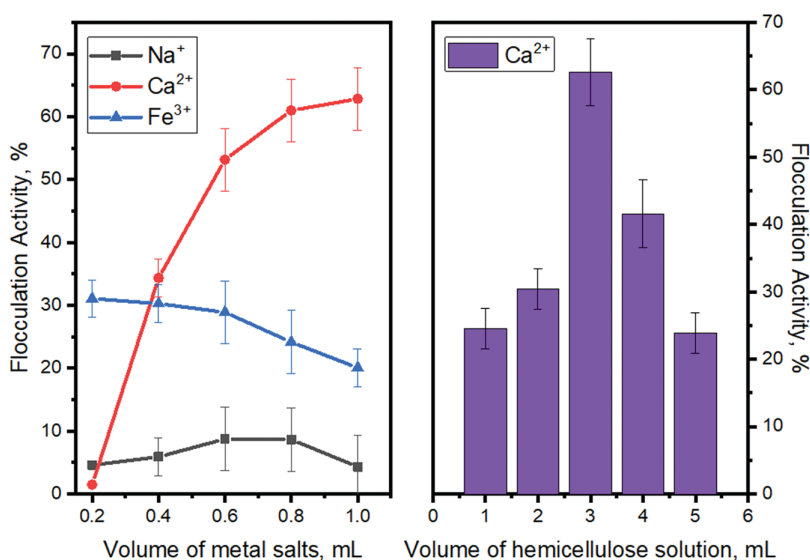 Flocculation Activity, %
70
60
50
40
30
20
10
0
Na⁺
Ca²⁺
Fe³⁺
0.2 0.4 0.6 0.8 1.0
Volume of metal salts, mL
Ca²⁺
70
60
50
40
30
20
10
0
Flocculation Activity, %
0 1 2 3 4 5 6
Volume of hemicellulose solution, mL